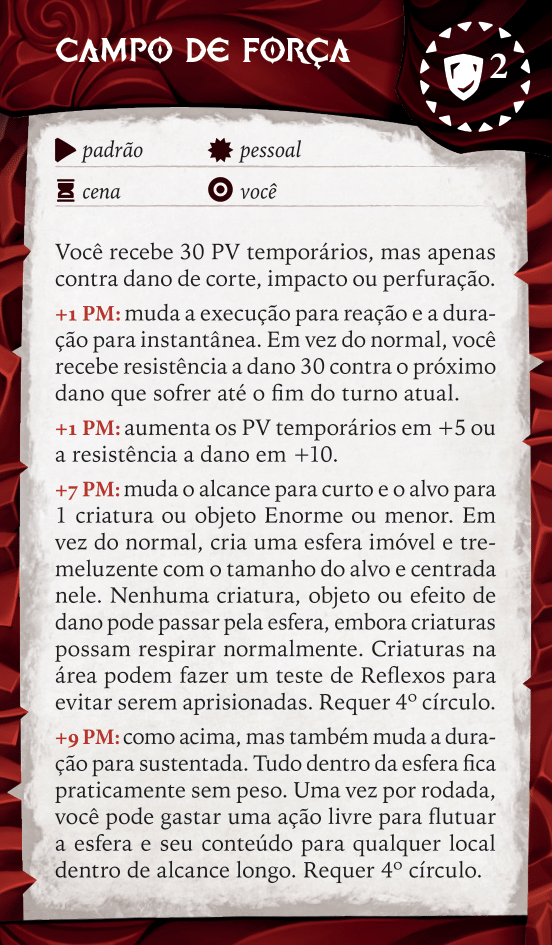 CAMPO DE FORÇA
2
padrão pessoal
cena você
Você recebe 30 PV temporários, mas apenas
contra dano de corte, impacto ou perfuração.
+1 PM: muda a execução para reação e a dura-
ção para instantânea. Em vez do normal, você
recebe resistência a dano 30 contra o próximo
dano que sofrer até o fim do turno atual.
+1 PM: aumenta os PV temporários em +5 ou
a resistência a dano em +10.
+7 PM: muda o alcance para curto e o alvo para
1 criatura ou objeto Enorme ou menor. Em
vez do normal, cria uma esfera imóvel e tre-
meluzente com o tamanho do alvo e centrada
nele. Nenhuma criatura, objeto ou efeito de
dano pode passar pela esfera, embora criaturas
possam respirar normalmente. Criaturas na
área podem fazer um teste de Reflexos para
evitar serem aprisionadas. Requer 4º círculo.
+9 PM: como acima, mas também muda a dura-
ção para sustentada. Tudo dentro da esfera fica
praticamente sem peso. Uma vez por rodada,
você pode gastar uma ação livre para flutuar
a esfera e seu conteúdo para qualquer local
dentro de alcance longo. Requer 4º círculo.